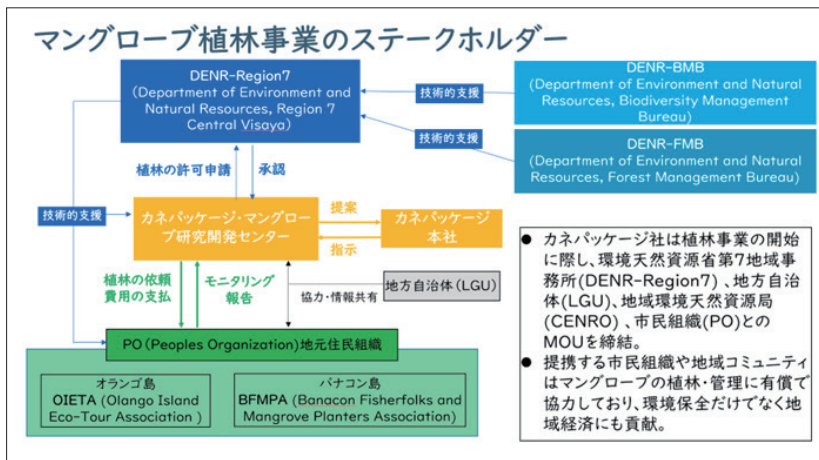 マングローブ植林事業のステークホルダー
DENR-Region7
(Department of Environment and
Natural Resources, Region 7
Central Visaya)
技術的支援
DENR-BMB
(Department of Environment and Natural
Resources, Biodiversity Management
Bureau)
技術的支援
DENR-FMB
(Department of Environment and Natural
Resources, Forest Management Bureau)
植林の許可申請
承認
技術的支援
カネパッケージ・マングロー
ブ研究開発センター
提案
指示
カネパッケージ
本社
植林の依頼
費用の支払
モニタリング
報告
協力・情報共有
地方自治体(LGU)
PO(Peoples Organization)地元住民組織
オランゴ島
OIETA (Olango Island
Eco-Tour Association )
バナコン島
BFMPA (Banacon Fisherfolks and
Mangrove Planters Association)
● カネパッケージ社は植林事業の開始
に際し、環境天然資源省第7地域事
務所(DENR-Region7) 、地方自治
体(LGU)、地域環境天然資源局
(CENRO) 、市民組織(PO)との
MOUを締結。
● 提携する市民組織や地域コミュニティ
はマングローブの植林・管理に有償で
協力しており、環境保全だけでなく地
域経済にも貢献。